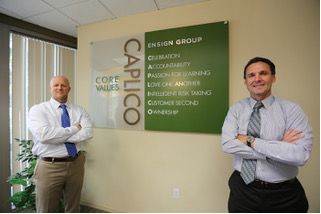 CORE
VALUES
CAPLICO
ENSIGN GROUP
CELEBRATION
ACCOUNTABILITY
PASSION FOR LEARNING
LOVE ONE ANOTHER
INTELLIGENT RISK TAKING
CUSTOMER SECOND
OWNERSHIP